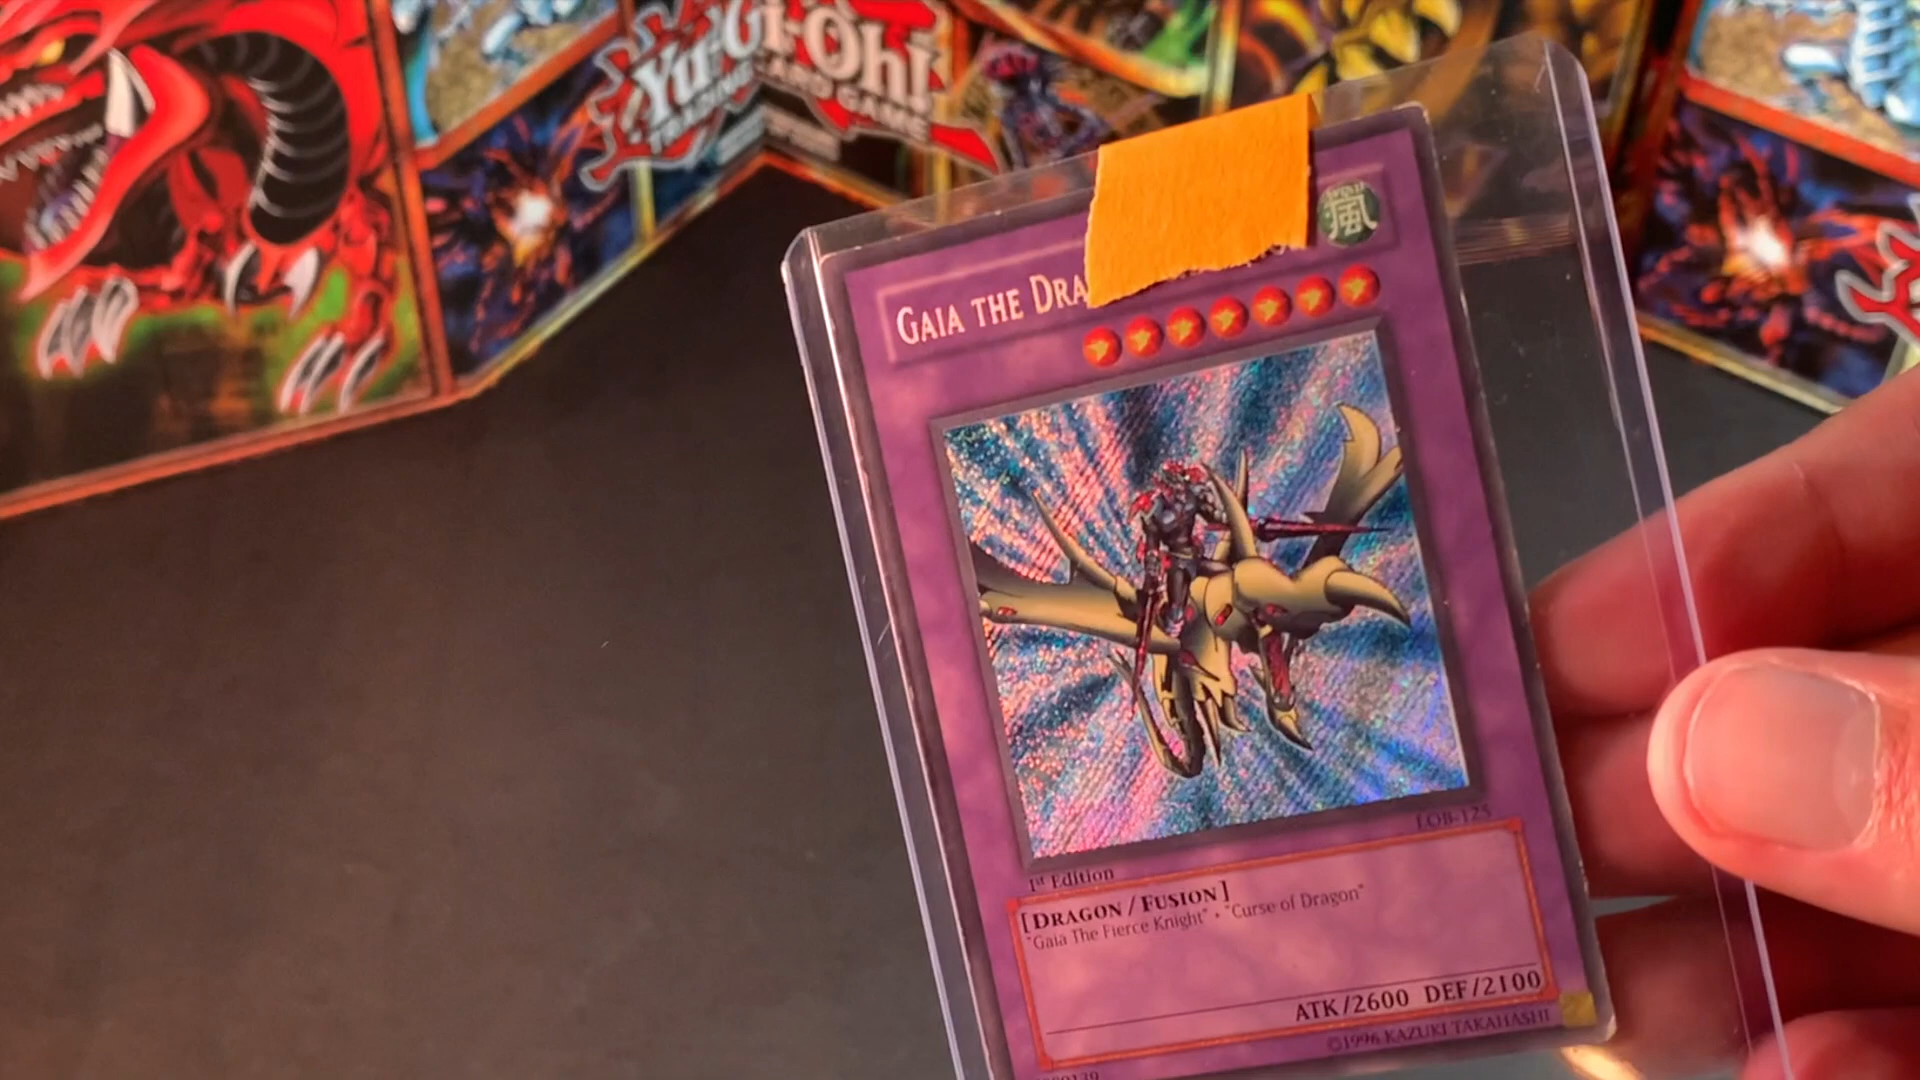 Yu-Gi-Oh!
TRADING CARD GAME
GAIA THE DRA
風
LOB-125
1st Edition
[DRAGON / FUSION]
"Gaia The Fierce Knight" • "Curse of Dragon"
ATK/2600 DEF/2100
©1996 KAZUKI TAKAHASHI